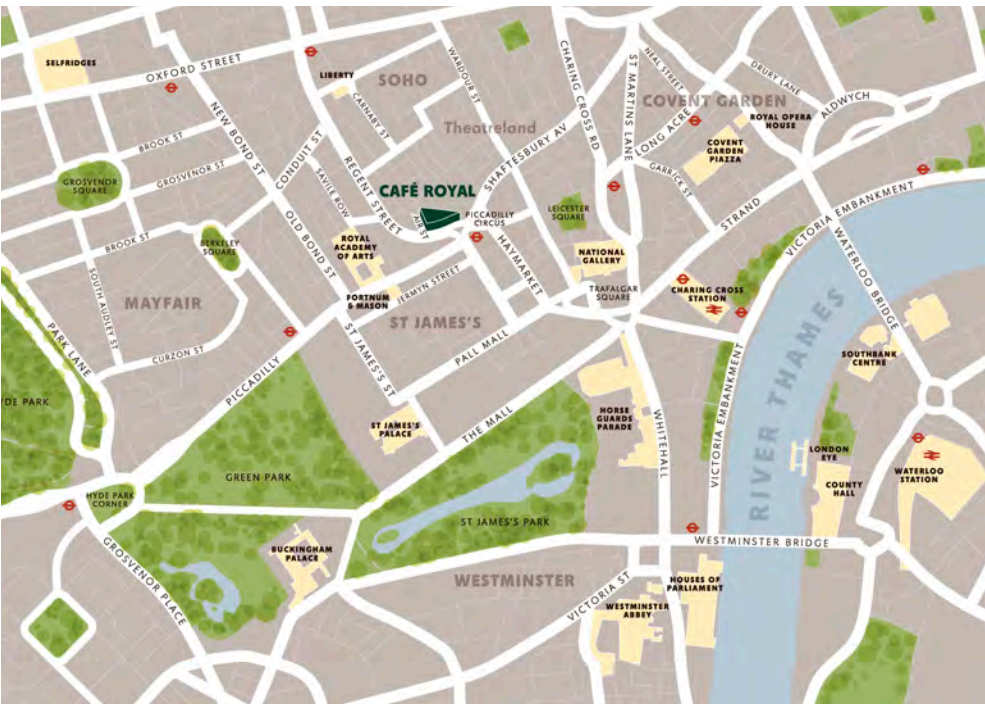 SELFRIDGES
OXFORD STREET
LIBERTY
SOHO
WARDOUR ST
CHARING CROSS RD
ST MARTINS LANE
NEAL STREET
DRURY LANE
COVENT GARDEN
ALDWYCH
ROYAL OPERA
HOUSE
LONG ACRE
COVENT
GARDEN
PIAZZA
CARNABY ST
Theatreland
NEW BOND ST
BROOK ST
CONDUIT ST
REGENT STREET
SHAFTESBURY AV
GARRICK ST
GROSVENOR
SQUARE
GROSVENOR ST
SAVILE ROW
CAFÉ ROYAL
AIR ST
PICCADILLY
CIRCUS
LEICESTER
SQUARE
STRAND
VICTORIA EMBANKMENT
BROOK ST
BERKELEY
SQUARE
OLD BOND ST
ROYAL
ACADEMY
OF ARTS
HAYMARKET
NATIONAL
GALLERY
WATERLOO BRIDGE
SOUTH AUDLEY ST
MAYFAIR
FORTNUM
& MASON
JERMYN STREET
TRAFALGAR
SQUARE
CHARING CROSS
STATION
ST JAMES'S
PARK LANE
CURZON ST
PICCADILLY
ST JAMES'S ST
PALL MALL
SOUTHBANK
CENTRE
VICTORIA EMBANKMENT
RIVER THAMES
YDE PARK
ST JAMES'S
PALACE
THE MALL
HORSE
GUARDS
PARADE
WHITEHALL
LONDON
EYE
WATERLOO
STATION
GREEN PARK
COUNTY
HALL
HYDE PARK
CORNER
ST JAMES'S PARK
GROSVENOR PLACE
BUCKINGHAM
PALACE
WESTMINSTER BRIDGE
WESTMINSTER
VICTORIA ST
HOUSES OF
PARLIAMENT
WESTMINSTER
ABBEY